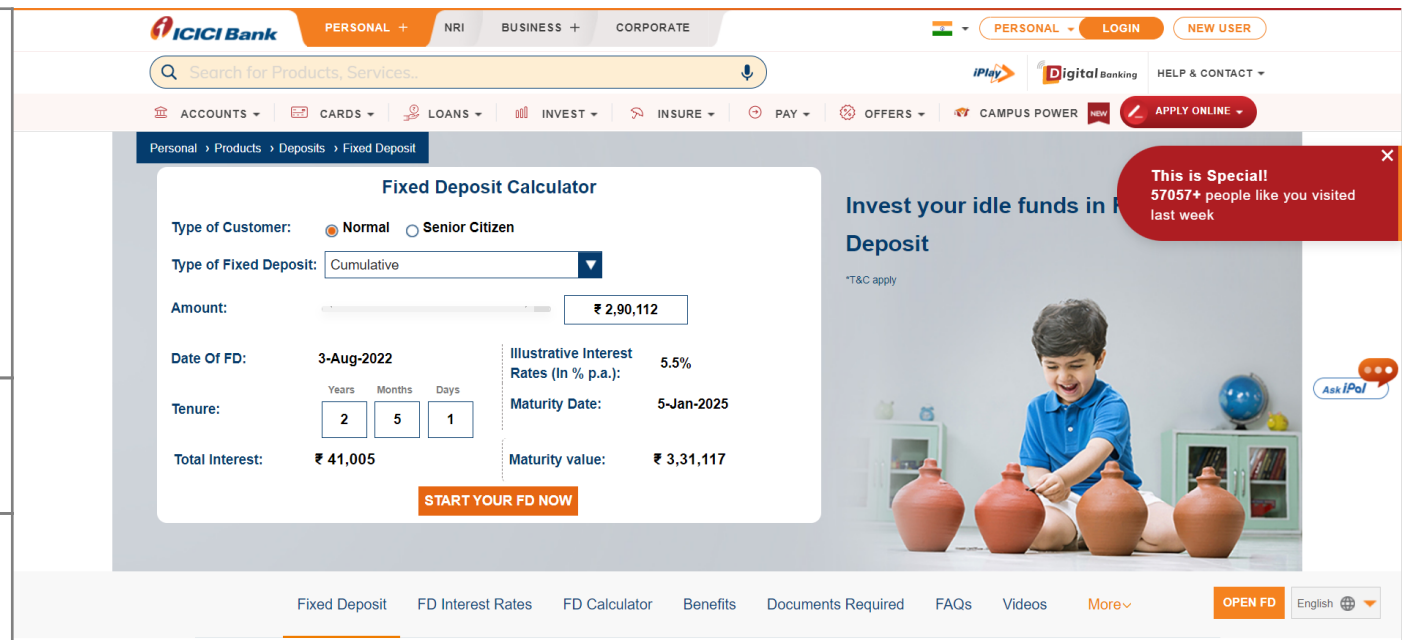 ICICI Bank
PERSONAL + NRI BUSINESS + CORPORATE PERSONAL LOGIN NEW USER
Search for Products, Services.. iPlay Digital Banking HELP & CONTACT
ACCOUNTS CARDS LOANS INVEST INSURE PAY OFFERS CAMPUS POWER NEW APPLY ONLINE
Personal › Products › Deposits › Fixed Deposit
Fixed Deposit Calculator
Type of Customer: Normal Senior Citizen
Type of Fixed Deposit: Cumulative
Amount: ₹ 2,90,112
Date Of FD: 3-Aug-2022
Illustrative Interest
Rates (In % p.a.): 5.5%
Years Months Days
Tenure: 2 5 1
Maturity Date: 5-Jan-2025
Total Interest: ₹ 41,005
Maturity value: ₹ 3,31,117
START YOUR FD NOW
Invest your idle funds in
Deposit
*T&C apply
This is Special!
57057+ people like you visited
last week
Ask iPal
Fixed Deposit FD Interest Rates FD Calculator Benefits Documents Required FAQs Videos More OPEN FD English